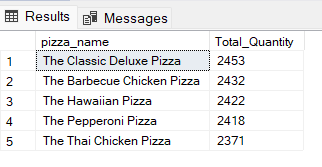 Results Messages
pizza_name Total_Quantity
1 The Classic Deluxe Pizza 2453
2 The Barbecue Chicken Pizza 2432
3 The Hawaiian Pizza 2422
4 The Pepperoni Pizza 2418
5 The Thai Chicken Pizza 2371